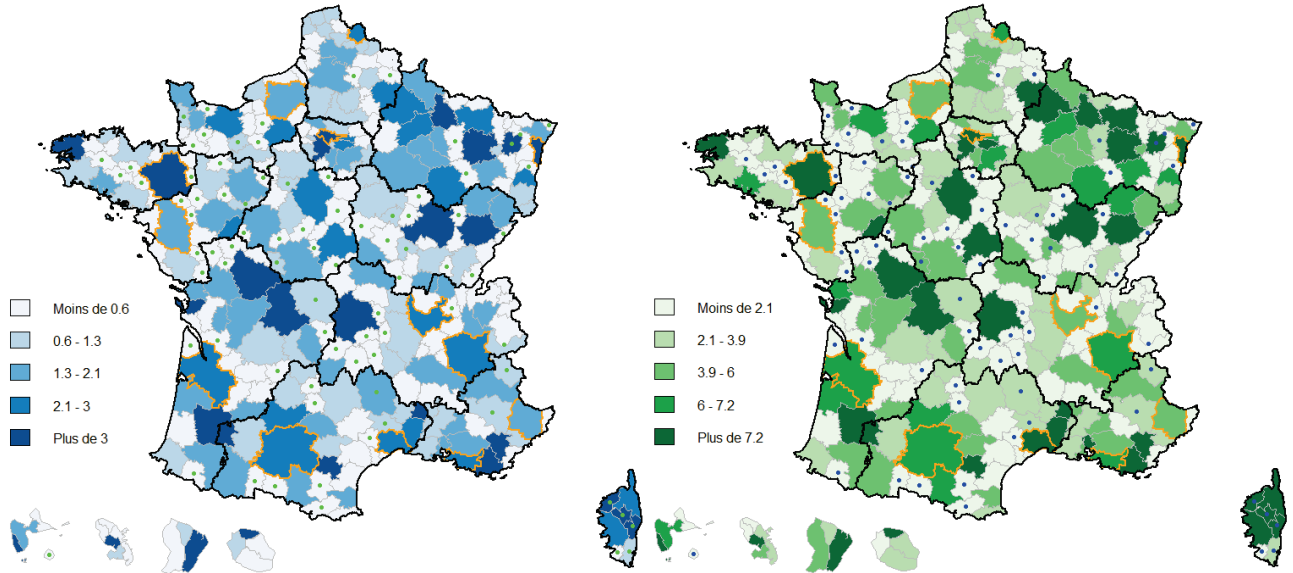 Moins de 0.6
0.6 - 1.3
1.3 - 2.1
2.1 - 3
Plus de 3
Moins de 2.1
2.1 - 3.9
3.9 - 6
6 - 7.2
Plus de 7.2